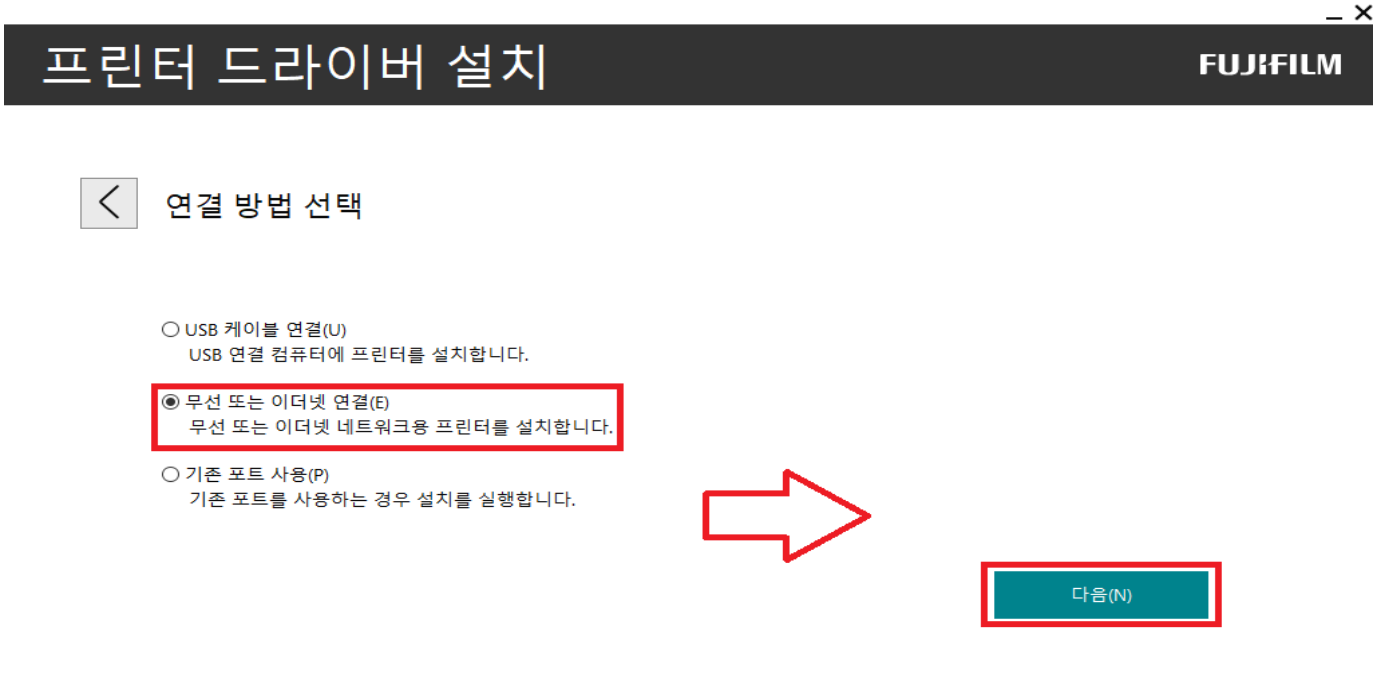 프린터 드라이버 설치
FUJIFILM
연결 방법 선택
USB 케이블 연결(U)
USB 연결 컴퓨터에 프린터를 설치합니다.
무선 또는 이더넷 연결(E)
무선 또는 이더넷 네트워크용 프린터를 설치합니다.
기존 포트 사용(P)
기존 포트를 사용하는 경우 설치를 실행합니다.
다음(N)